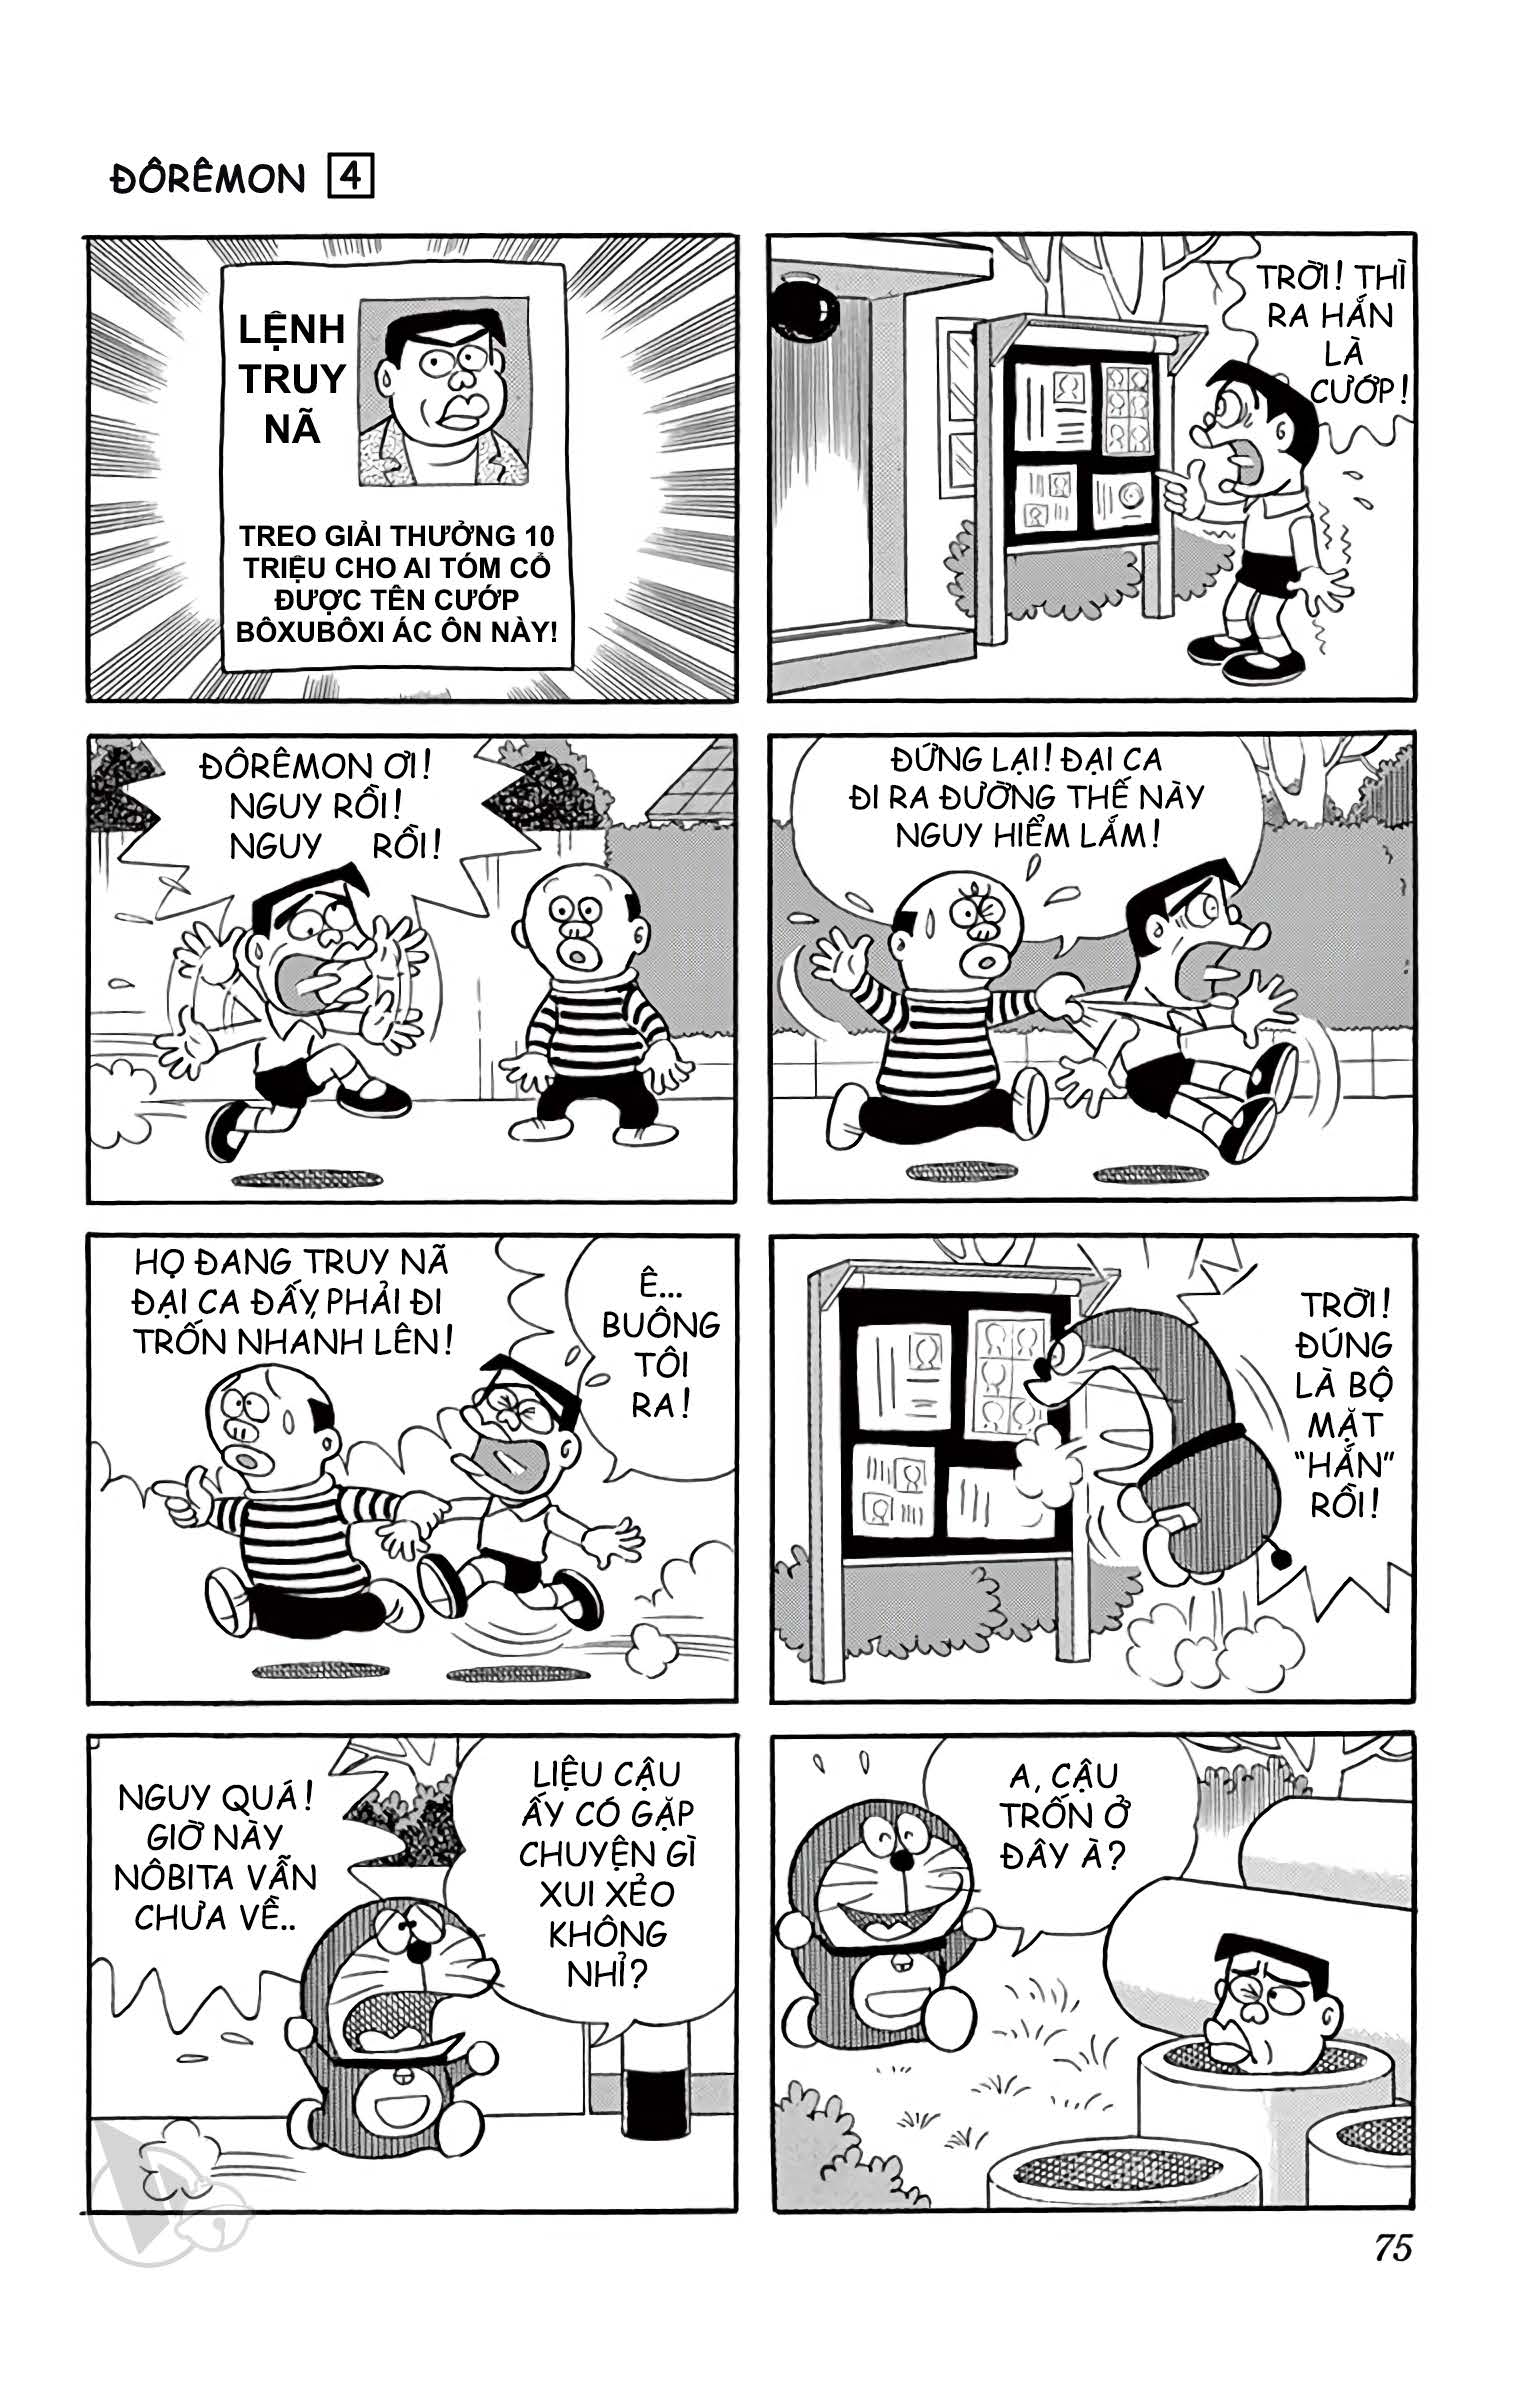 ĐÔRÊMON 4
LỆNH
TRUY
NÃ
TREO GIẢI THƯỞNG 10
TRIỆU CHO AI TÓM CỔ
ĐƯỢC TÊN CƯỚP
BÔXUBÔXI ÁC ÔN NÀY!
TRỜI! THÌ
RA HẮN
LÀ
CƯỚP!
ĐÔRÊMON ƠI!
NGUY RỒI!
NGUY RỒI!
ĐỨNG LẠI! ĐẠI CA
ĐI RA ĐƯỜNG THẾ NÀY
NGUY HIỂM LẮM!
HỌ ĐANG TRUY NÃ
ĐẠI CA ĐẤY, PHẢI ĐI
TRỐN NHANH LÊN!
Ê...
BUÔNG
TÔI
RA!
TRỜI!
ĐÚNG
LÀ BỘ
MẶT
“HẮN”
RỒI!
NGUY QUÁ!
GIỜ NÀY
NÔBITA VẪN
CHƯA VỀ..
LIỆU CẬU
ẤY CÓ GẶP
CHUYỆN GÌ
XUI XẺO
KHÔNG
NHỈ?
A, CẬU
TRỐN Ở
ĐÂY À?
75